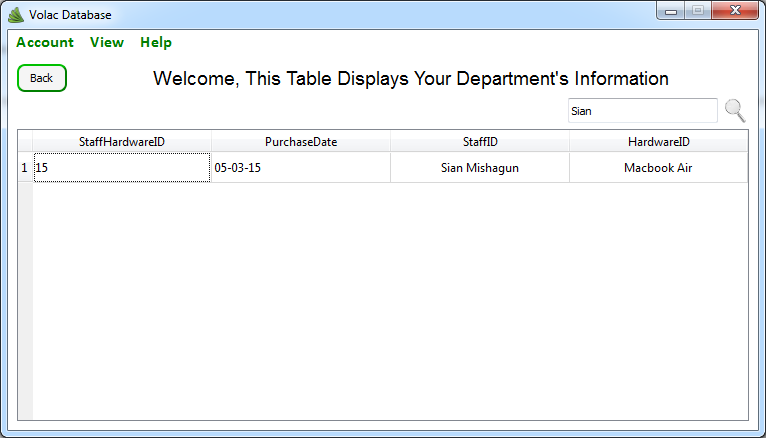 Volac Database
Account View Help
Back
Welcome, This Table Displays Your Department's Information
Sian
StaffHardwareID PurchaseDate StaffID HardwareID
1 15 05-03-15 Sian Mishagun Macbook Air